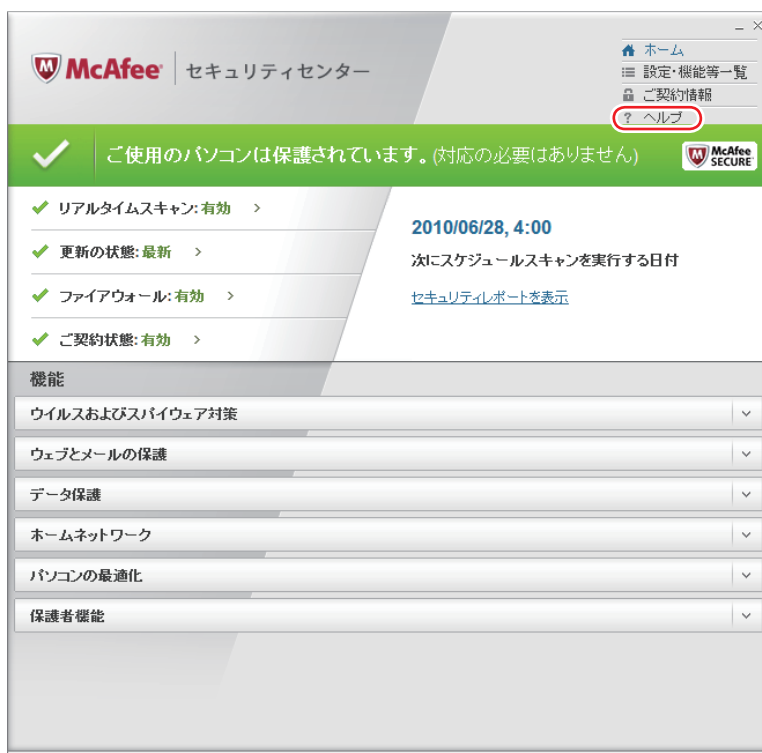 McAfee セキュリティセンター
ホーム
設定・機能等一覧
ご契約情報
? ヘルプ
ご使用のパソコンは保護されています。(対応の必要はありません)
McAfee
SECURE
リアルタイムスキャン:有効 >
更新の状態:最新 >
ファイアウォール:有効 >
ご契約状態:有効 >
2010/06/28, 4:00
次にスケジュールスキャンを実行する日付
セキュリティレポートを表示
機能
ウイルスおよびスパイウェア対策
ウェブとメールの保護
データ保護
ホームネットワーク
パソコンの最適化
保護者機能